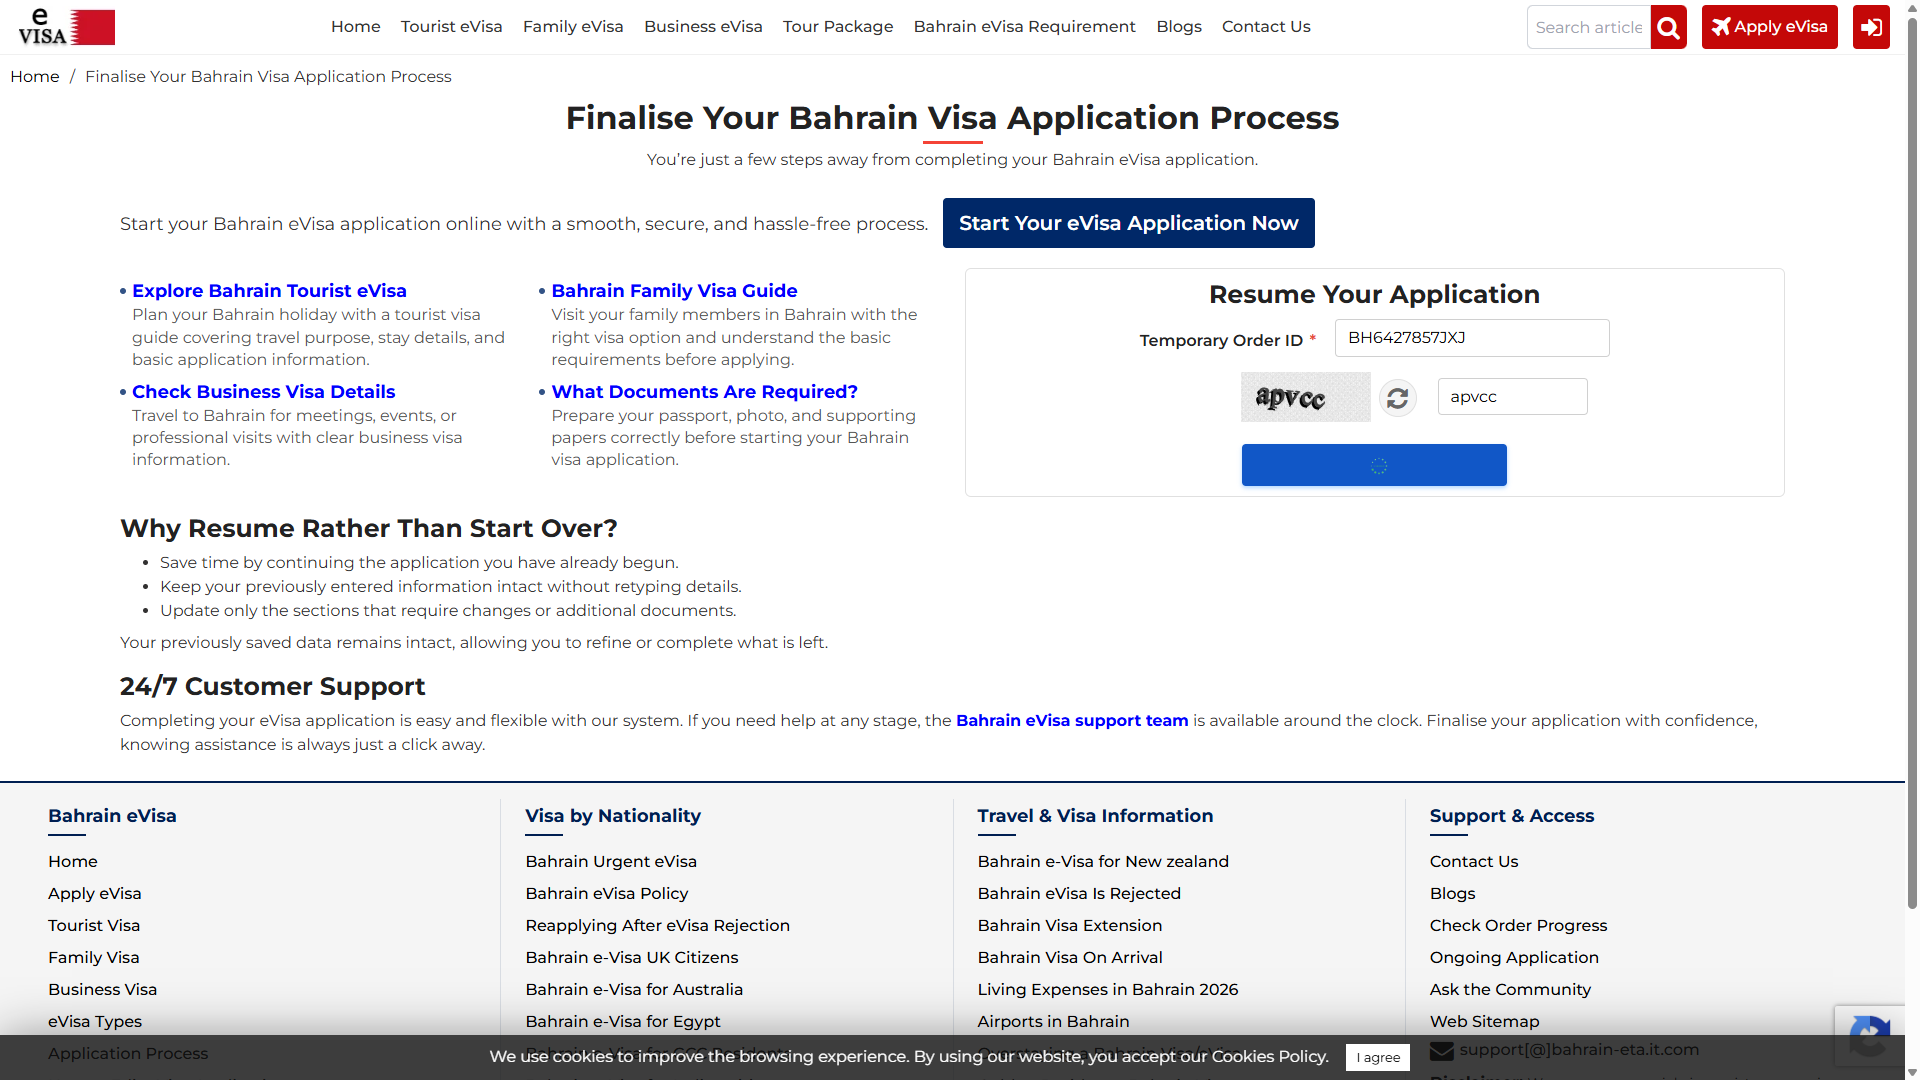 e
VISA
Home
Tourist eVisa
Family eVisa
Business eVisa
Tour Package
Bahrain eVisa Requirement
Blogs
Contact Us
Search article
Apply eVisa
Home / Finalise Your Bahrain Visa Application Process
Finalise Your Bahrain Visa Application Process
You’re just a few steps away from completing your Bahrain eVisa application.
Start your Bahrain eVisa application online with a smooth, secure, and hassle-free process.
Start Your eVisa Application Now
Explore Bahrain Tourist eVisa
Plan your Bahrain holiday with a tourist visa
guide covering travel purpose, stay details, and
basic application information.
Bahrain Family Visa Guide
Visit your family members in Bahrain with the
right visa option and understand the basic
requirements before applying.
Check Business Visa Details
Travel to Bahrain for meetings, events, or
professional visits with clear business visa
information.
What Documents Are Required?
Prepare your passport, photo, and supporting
papers correctly before starting your Bahrain
visa application.
Resume Your Application
Temporary Order ID *
BH6427857JXJ
apvcc
apvcc
Why Resume Rather Than Start Over?
Save time by continuing the application you have already begun.
Keep your previously entered information intact without retyping details.
Update only the sections that require changes or additional documents.
Your previously saved data remains intact, allowing you to refine or complete what is left.
24/7 Customer Support
Completing your eVisa application is easy and flexible with our system. If you need help at any stage, the Bahrain eVisa support team is available around the clock. Finalise your application with confidence,
knowing assistance is always just a click away.
Bahrain eVisa
Home
Apply eVisa
Tourist Visa
Family Visa
Business Visa
eVisa Types
Application Process
Visa by Nationality
Bahrain Urgent eVisa
Bahrain eVisa Policy
Reapplying After eVisa Rejection
Bahrain e-Visa UK Citizens
Bahrain e-Visa for Australia
Bahrain e-Visa for Egypt
Travel & Visa Information
Bahrain e-Visa for New zealand
Bahrain eVisa Is Rejected
Bahrain Visa Extension
Bahrain Visa On Arrival
Living Expenses in Bahrain 2026
Airports in Bahrain
Support & Access
Contact Us
Blogs
Check Order Progress
Ongoing Application
Ask the Community
Web Sitemap
support[@]bahrain-eta.it.com
We use cookies to improve the browsing experience. By using our website, you accept our Cookies Policy.
I agree